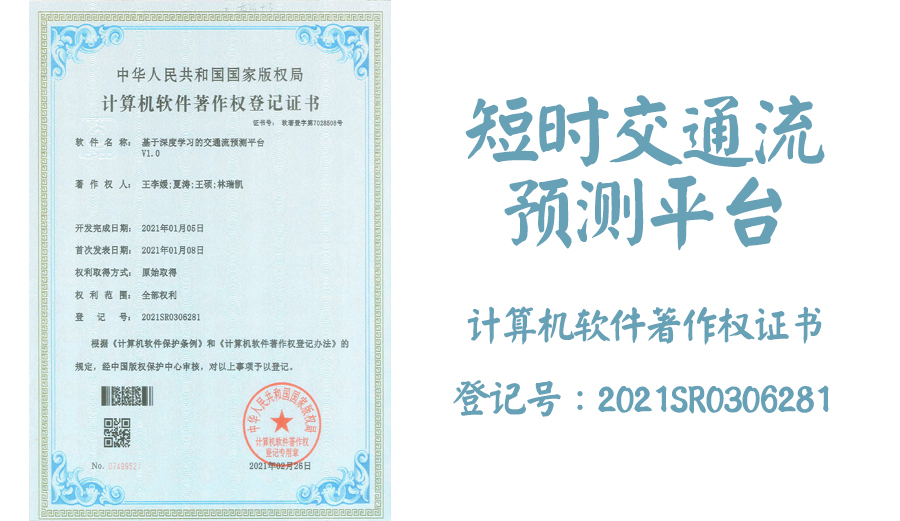 中华人民共和国国家版权局
计算机软件著作权登记证书
证书号： 软著登字第7028808号
软件名称： 基于深度学习的交通流预测平台
V1.0
著作权人： 王李媛;夏涛;王硕;林瑞凯
开发完成日期： 2021年01月05日
首次发表日期： 2021年01月08日
权利取得方式： 原始取得
权利范围： 全部权利
登记号： 2021SR0306281
根据《计算机软件保护条例》和《计算机软件著作权登记办法》的
规定，经中国版权保护中心审核，对以上事项予以登记。
中华人民共和国国家版权局
计算机软件著作权
登记专用章
No.
2021年02月26日
短时交通流
预测平台
计算机软件著作权证书
登记号：2021SR0306281